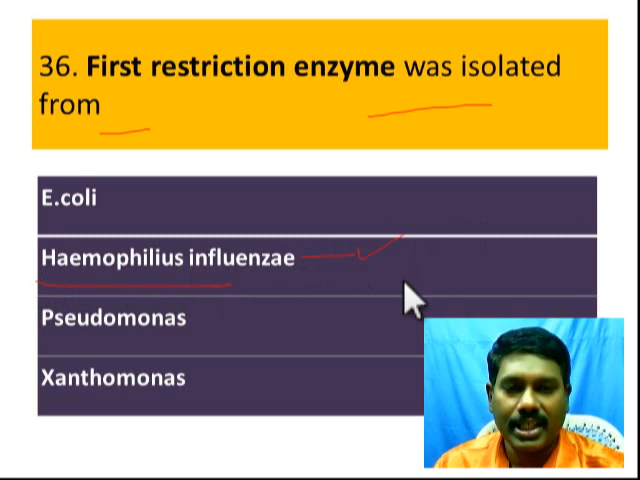 36. First restriction enzyme was isolated
from
E.coli
Haemophilius influenzae
Pseudomonas
Xanthomonas